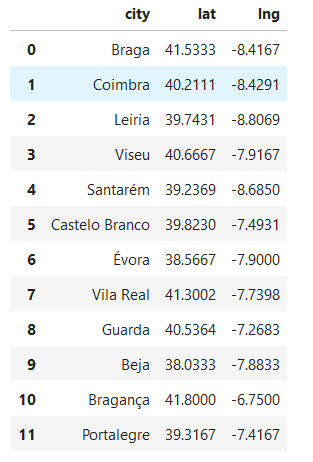 city lat lng
0 Braga 41.5333 -8.4167
1 Coimbra 40.2111 -8.4291
2 Leiria 39.7431 -8.8069
3 Viseu 40.6667 -7.9167
4 Santarém 39.2369 -8.6850
5 Castelo Branco 39.8230 -7.4931
6 Évora 38.5667 -7.9000
7 Vila Real 41.3002 -7.7398
8 Guarda 40.5364 -7.2683
9 Beja 38.0333 -7.8833
10 Bragança 41.8000 -6.7500
11 Portalegre 39.3167 -7.4167